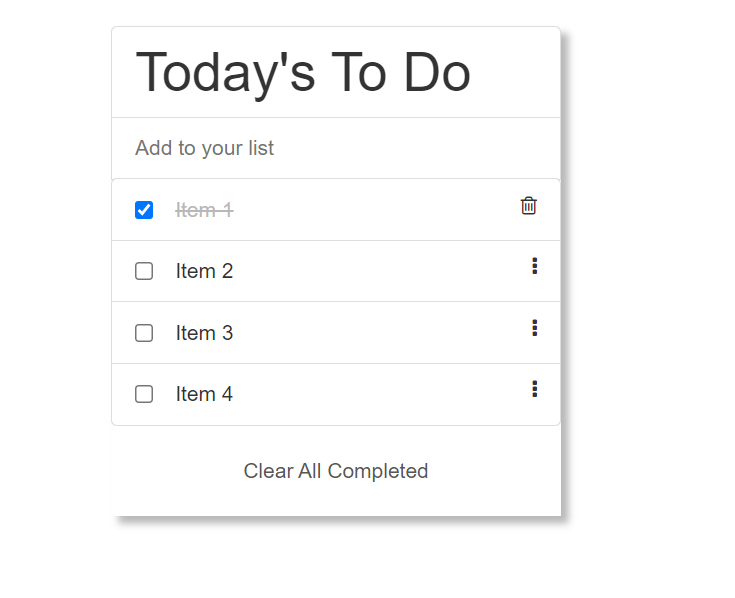 Today's To Do
Add to your list
Item 1
Item 2
Item 3
Item 4
Clear All Completed